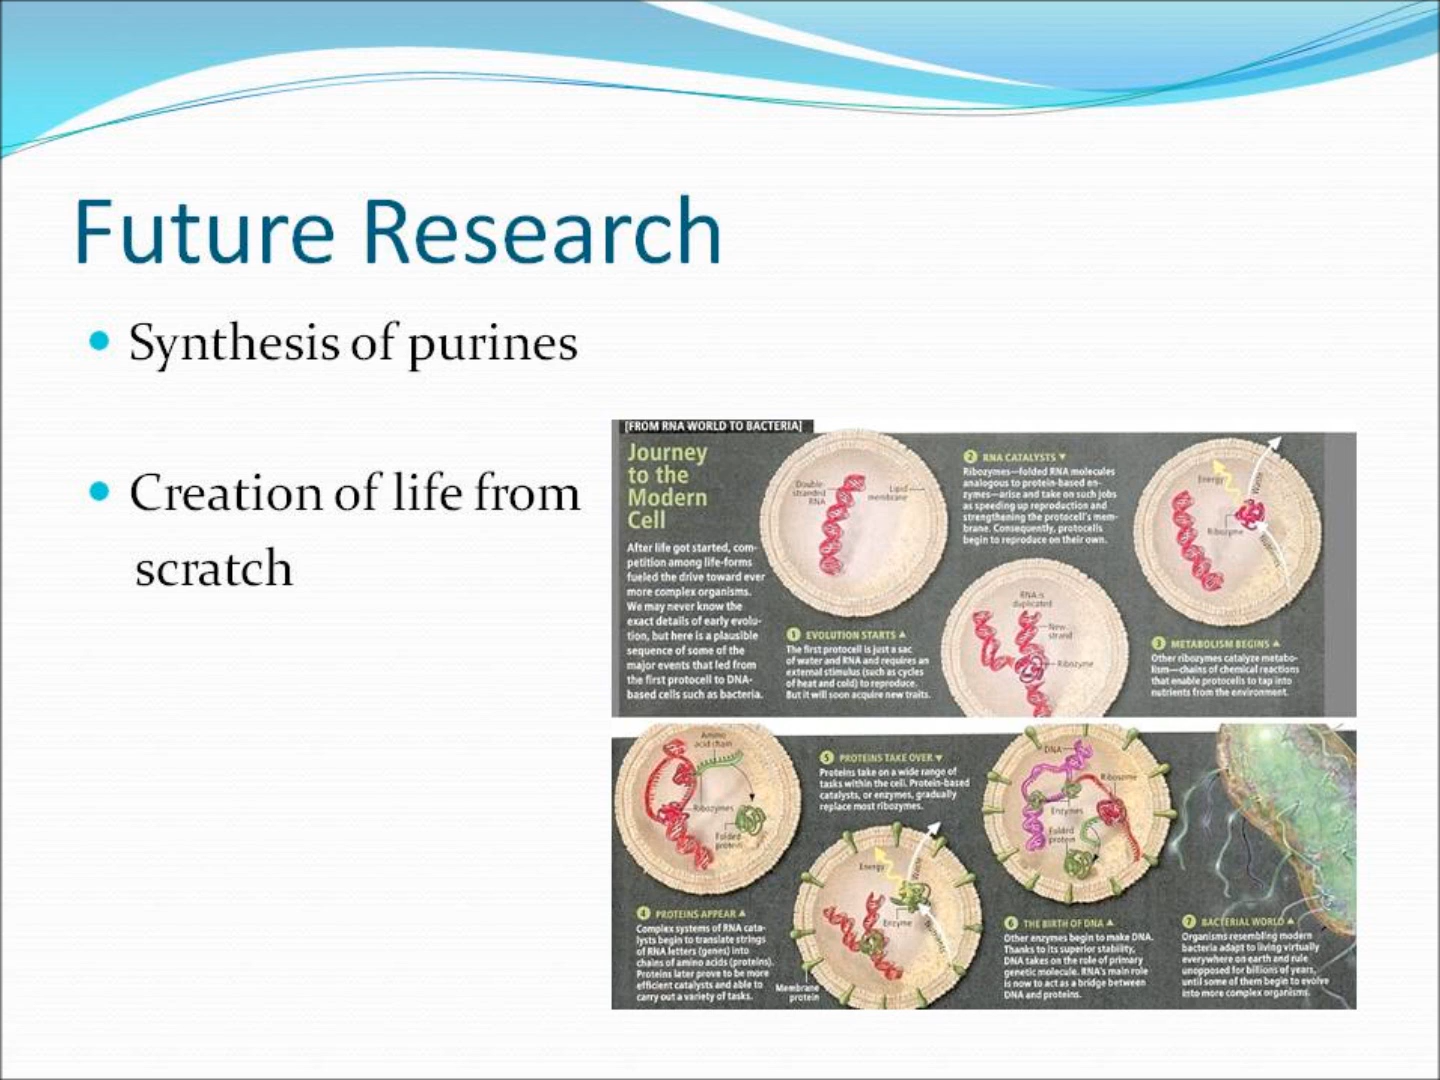 Future Research
Synthesis of purines
Creation of life from
scratch
[FROM RNA WORLD TO BACTERIA]
Journey
to the
Modern
Cell
After life got started, com-
petition among life-forms
fueled the drive toward ever
more complex organisms.
We may never know the
exact details of early evolu-
tion, but here is a plausible
sequence of some of the
major events that led from
the first protocell to DNA-
based cells such as bacteria.
Double-
stranded
RNA
Lipid
membrane
1 EVOLUTION STARTS ▲
The first protocell is just a sac
of water and RNA and requires an
external stimulus (such as cycles
of heat and cold) to reproduce.
But it will soon acquire new traits.
2 RNA CATALYSTS ▼
Ribozymes—folded RNA molecules
analogous to protein-based en-
zymes—arise and take on such jobs
as speeding up reproduction and
strengthening the protocell's mem-
brane. Consequently, protocells
begin to reproduce on their own.
RNA is
duplicated
New
strand
Ribozyme
Energy
Waste
Ribozyme
3 METABOLISM BEGINS ▲
Other ribozymes catalyze metabo-
lism—chains of chemical reactions
that enable protocells to tap into
nutrients from the environment.
Amino
acid chain
Ribozymes
Folded
protein
4 PROTEINS APPEAR ▲
Complex systems of RNA cata-
lysts begin to translate strings
of RNA letters (genes) into
chains of amino acids (proteins).
Proteins later prove to be more
efficient catalysts and able to
carry out a variety of tasks.
5 PROTEINS TAKE OVER ▼
Proteins take on a wide range of
tasks within the cell. Protein-based
catalysts, or enzymes, gradually
replace most ribozymes.
Energy
Waste
Enzyme
Membrane
protein
DNA
Ribosome
Enzymes
Folded
protein
6 THE BIRTH OF DNA ▲
Other enzymes begin to make DNA.
Thanks to its superior stability,
DNA takes on the role of primary
genetic molecule. RNA's main role
is now to act as a bridge between
DNA and proteins.
7 BACTERIAL WORLD ▲
Organisms resembling modern
bacteria adapt to living virtually
everywhere on earth and rule
unopposed for billions of years,
until some of them begin to evolve
into more complex organisms.